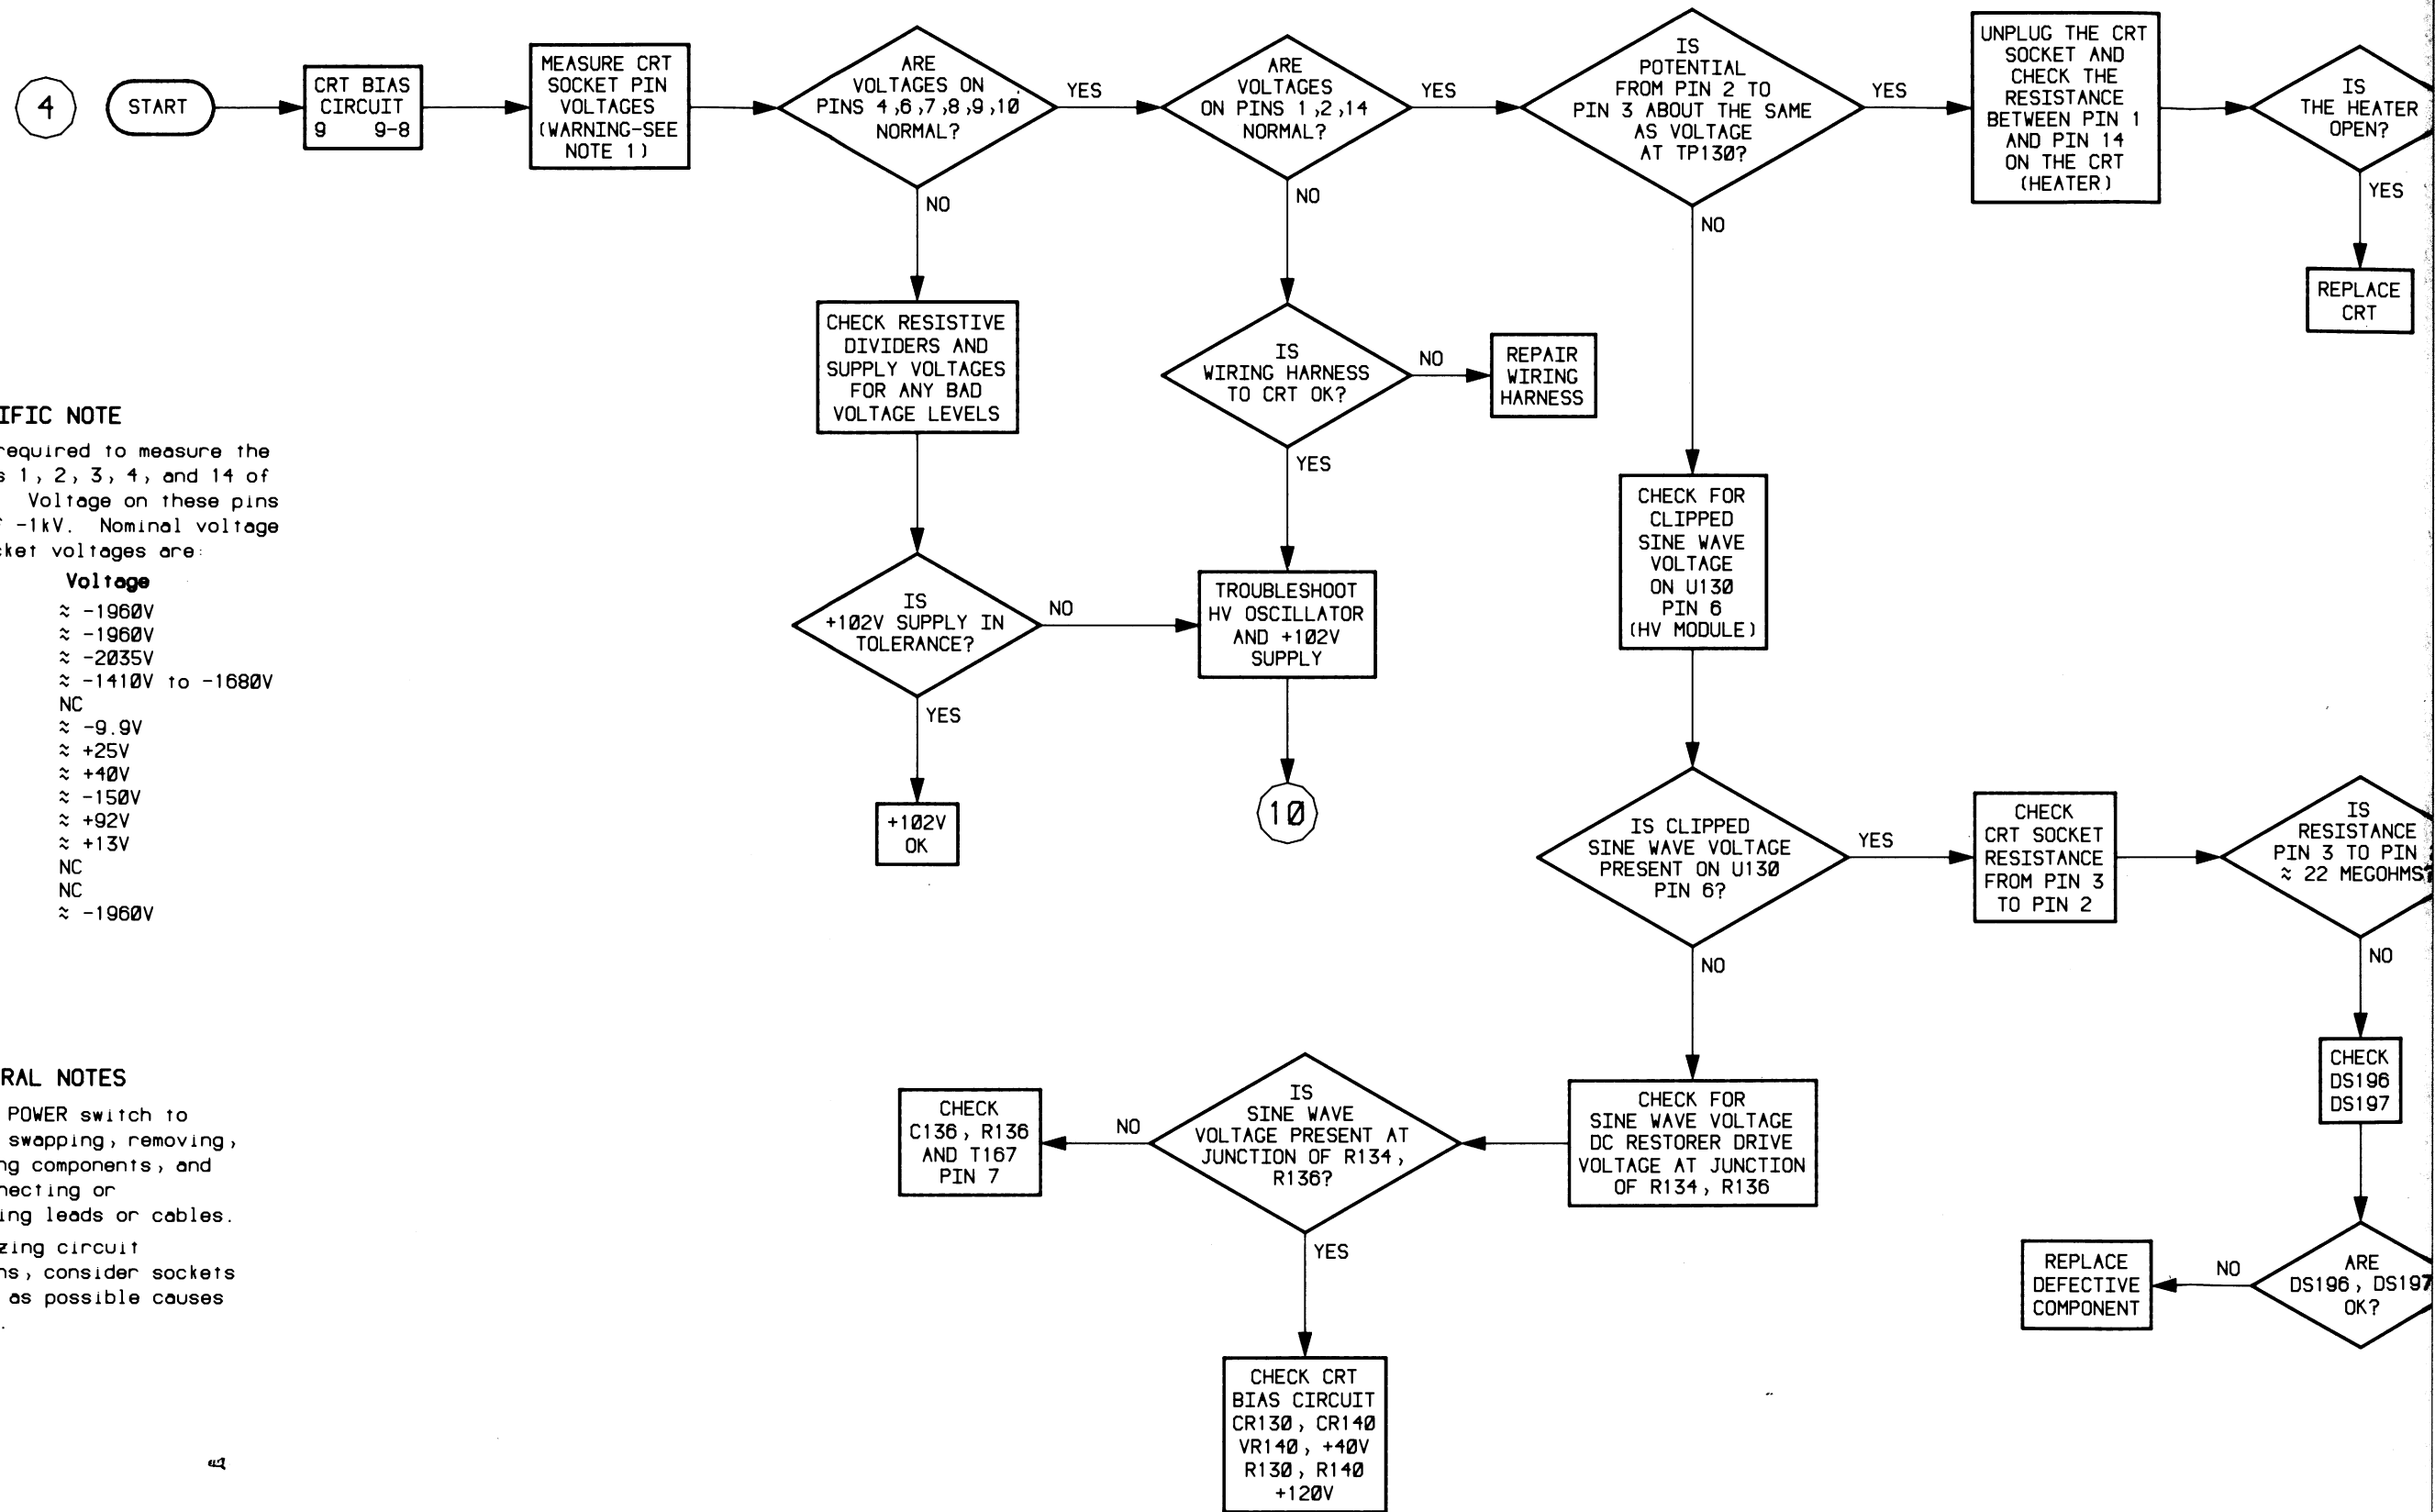 4
START
CRT BIAS
CIRCUIT
9 9-8
MEASURE CRT
SOCKET PIN
VOLTAGES
(WARNING-SEE
NOTE 1)
ARE
VOLTAGES ON
PINS 4,6,7,8,9,10
NORMAL?
YES
NO
ARE
VOLTAGES
ON PINS 1,2,14
NORMAL?
YES
NO
IS
POTENTIAL
FROM PIN 2 TO
PIN 3 ABOUT THE SAME
AS VOLTAGE
AT TP130?
YES
NO
UNPLUG THE CRT
SOCKET AND
CHECK THE
RESISTANCE
BETWEEN PIN 1
AND PIN 14
ON THE CRT
(HEATER)
IS
THE HEATER
OPEN?
YES
REPLACE
CRT
CHECK RESISTIVE
DIVIDERS AND
SUPPLY VOLTAGES
FOR ANY BAD
VOLTAGE LEVELS
IS
WIRING HARNESS
TO CRT OK?
NO
YES
REPAIR
WIRING
HARNESS
IFIC NOTE
required to measure the
s 1, 2, 3, 4, and 14 of
Voltage on these pins
f -1kV. Nominal voltage
cket voltages are:
Voltage
≈ -1960V
≈ -1960V
≈ -2035V
≈ -1410V to -1680V
NC
≈ -9.9V
≈ +25V
≈ +40V
≈ -150V
≈ +92V
≈ +13V
NC
NC
≈ -1960V
IS
+102V SUPPLY IN
TOLERANCE?
NO
YES
+102V
OK
TROUBLESHOOT
HV OSCILLATOR
AND +102V
SUPPLY
10
CHECK FOR
CLIPPED
SINE WAVE
VOLTAGE
ON U130
PIN 6
(HV MODULE)
IS CLIPPED
SINE WAVE VOLTAGE
PRESENT ON U130
PIN 6?
YES
NO
CHECK
CRT SOCKET
RESISTANCE
FROM PIN 3
TO PIN 2
IS
RESISTANCE
PIN 3 TO PIN
≈ 22 MEGOHMS?
NO
CHECK
DS196
DS197
ARE
DS196, DS197
OK?
NO
REPLACE
DEFECTIVE
COMPONENT
RAL NOTES
POWER switch to
swapping, removing,
ng components, and
necting or
ing leads or cables.
zing circuit
ns, consider sockets
as possible causes
.
CHECK FOR
SINE WAVE VOLTAGE
DC RESTORER DRIVE
VOLTAGE AT JUNCTION
OF R134, R136
IS
SINE WAVE
VOLTAGE PRESENT AT
JUNCTION OF R134,
R136?
NO
YES
CHECK
C136, R136
AND T167
PIN 7
CHECK CRT
BIAS CIRCUIT
CR130, CR140
VR140, +40V
R130, R140
+120V